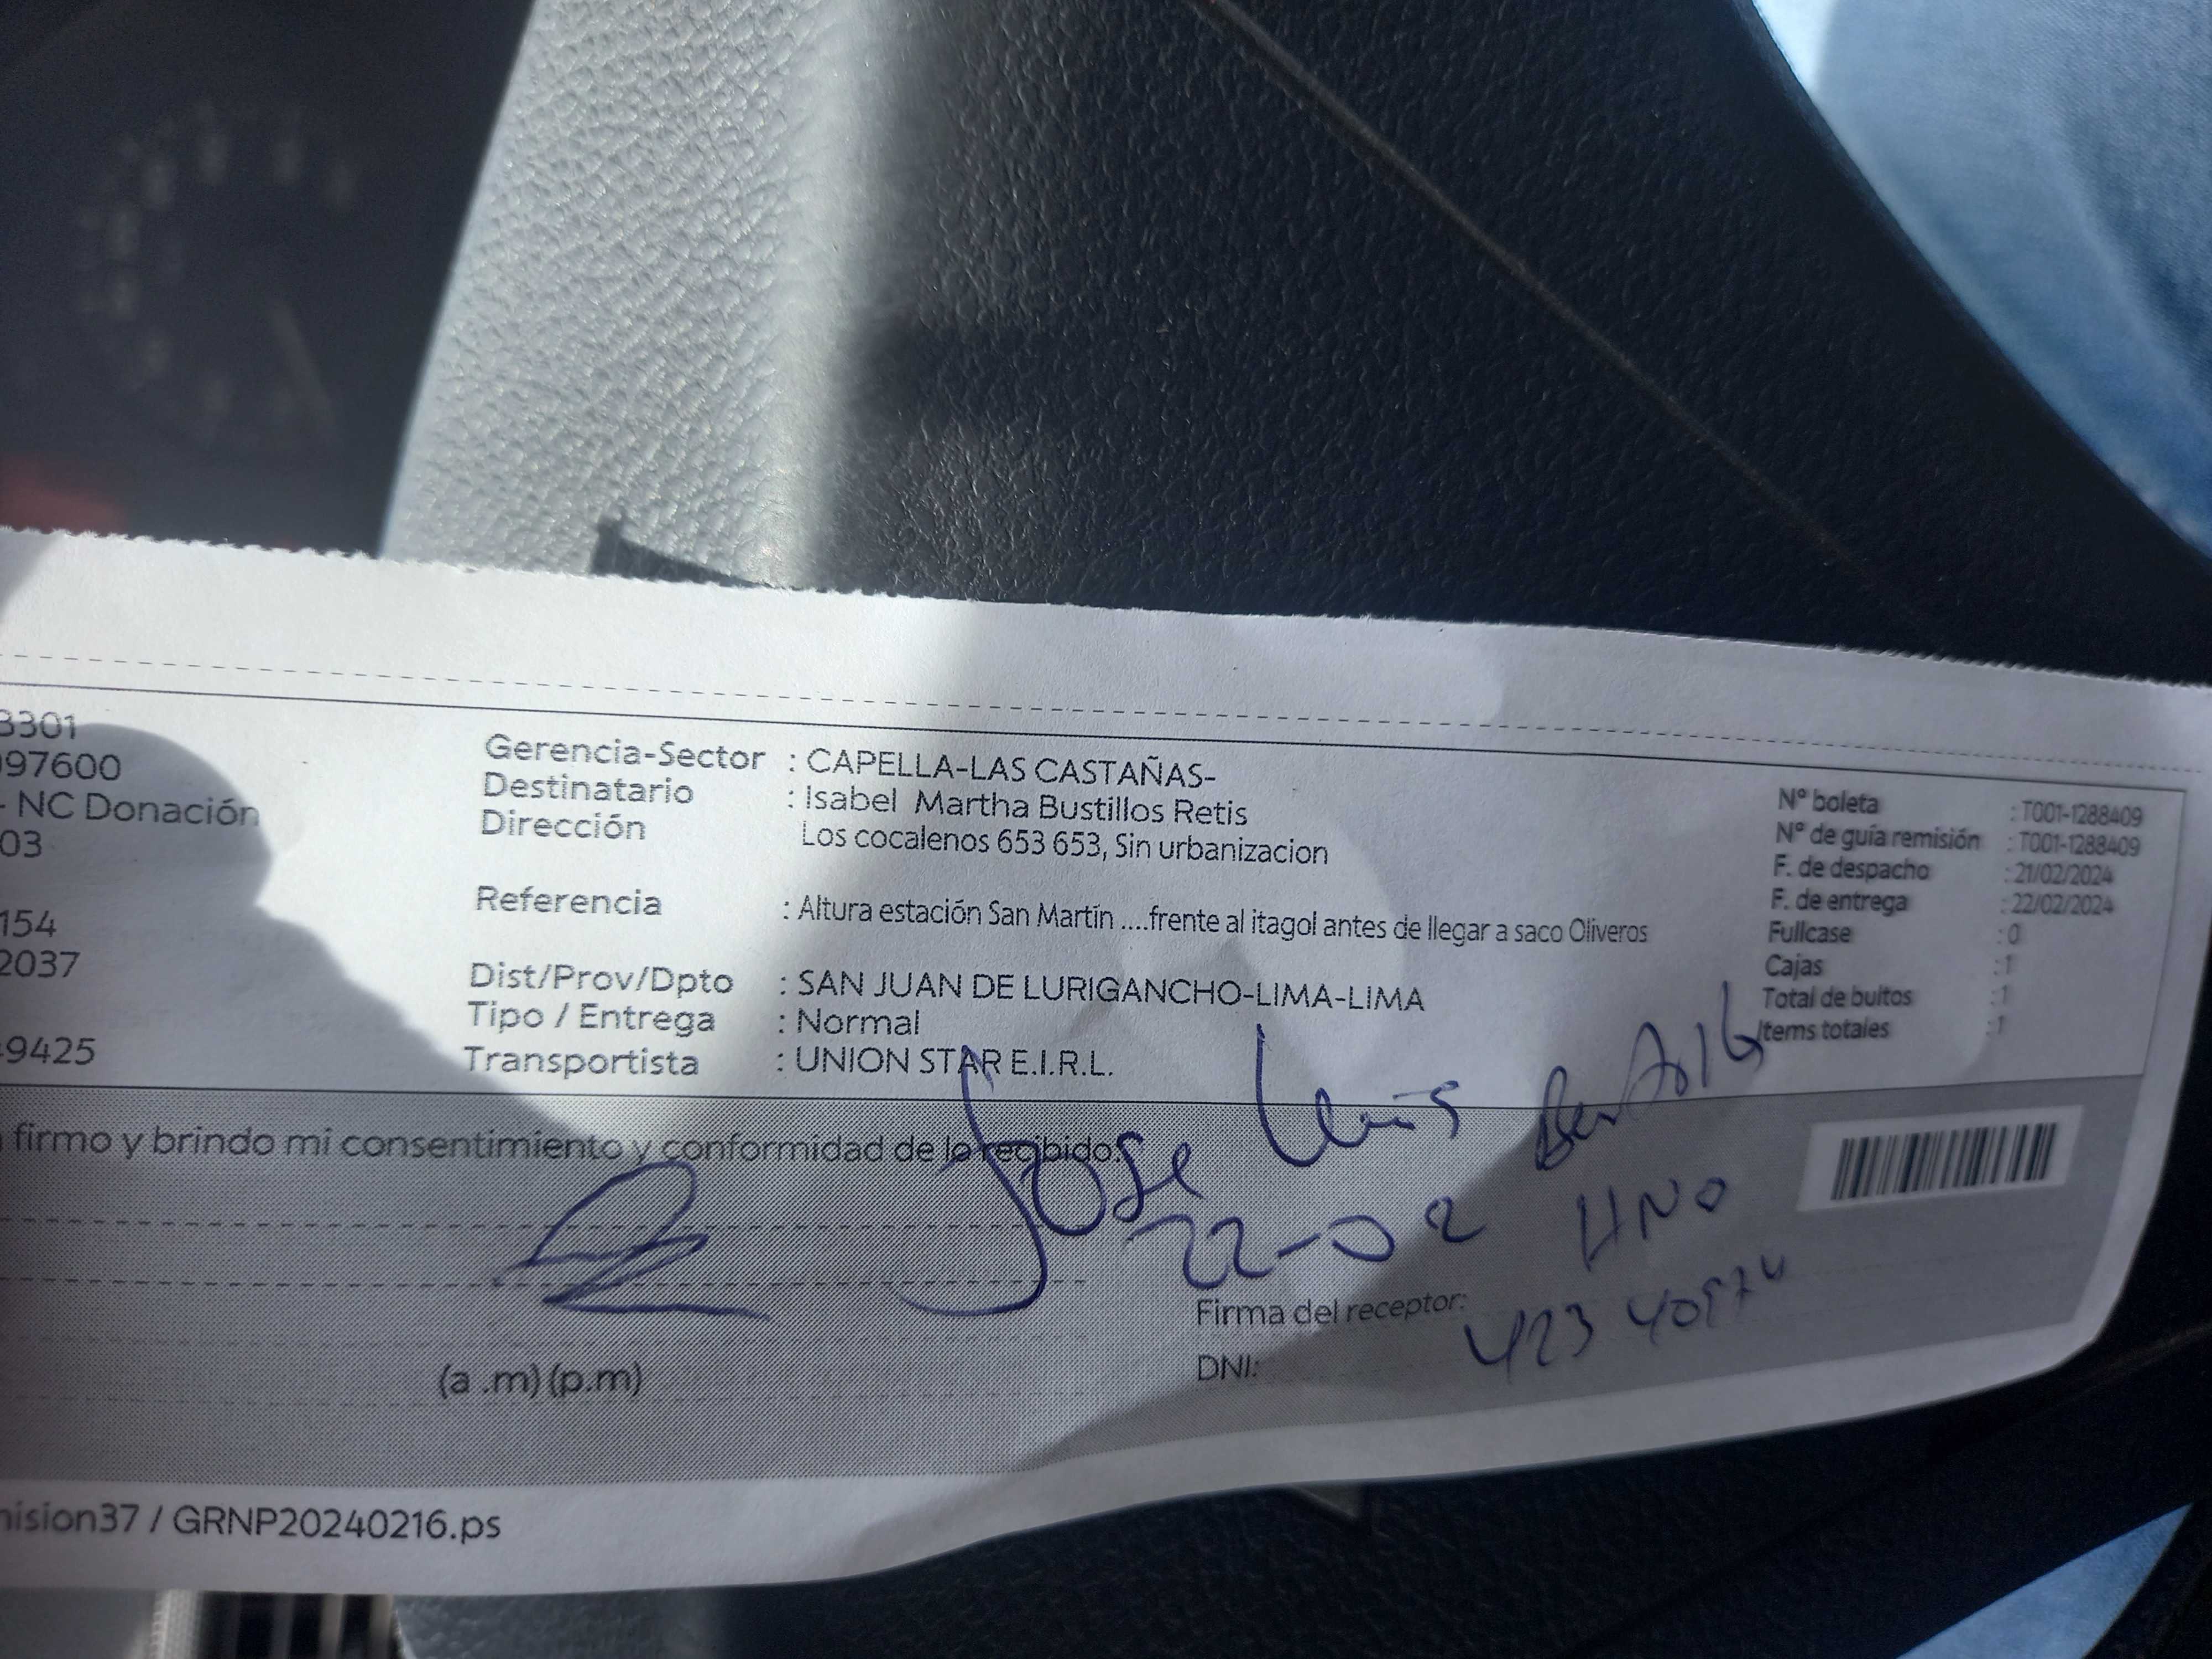 3301
97600
- NC Donación
03
154
2037
9425
Gerencia-Sector : CAPELLA-LAS CASTAÑAS-
Destinatario : Isabel Martha Bustillos Retis
Dirección Los cocalenos 653 653, Sin urbanizacion
Referencia : Altura estación San Martín ....frente al itagol antes de llegar a saco Oliveros
Dist/Prov/Dpto : SAN JUAN DE LURIGANCHO-LIMA-LIMA
Tipo / Entrega : Normal
Transportista : UNION STAR E.I.R.L.
N° boleta : T001-1288409
N° de guía remisión : T001-1288409
F. de despacho : 21/02/2024
F. de entrega : 22/02/2024
Fullcase : 0
Cajas : 1
Total de bultos : 1
Items totales : 1
firmo y brindo mi consentimiento y conformidad de lo recibido.
Jose Luis
22-02 HNO
Firma del receptor:
DNI:
(a .m) (p.m)
mision37 / GRNP20240216.ps